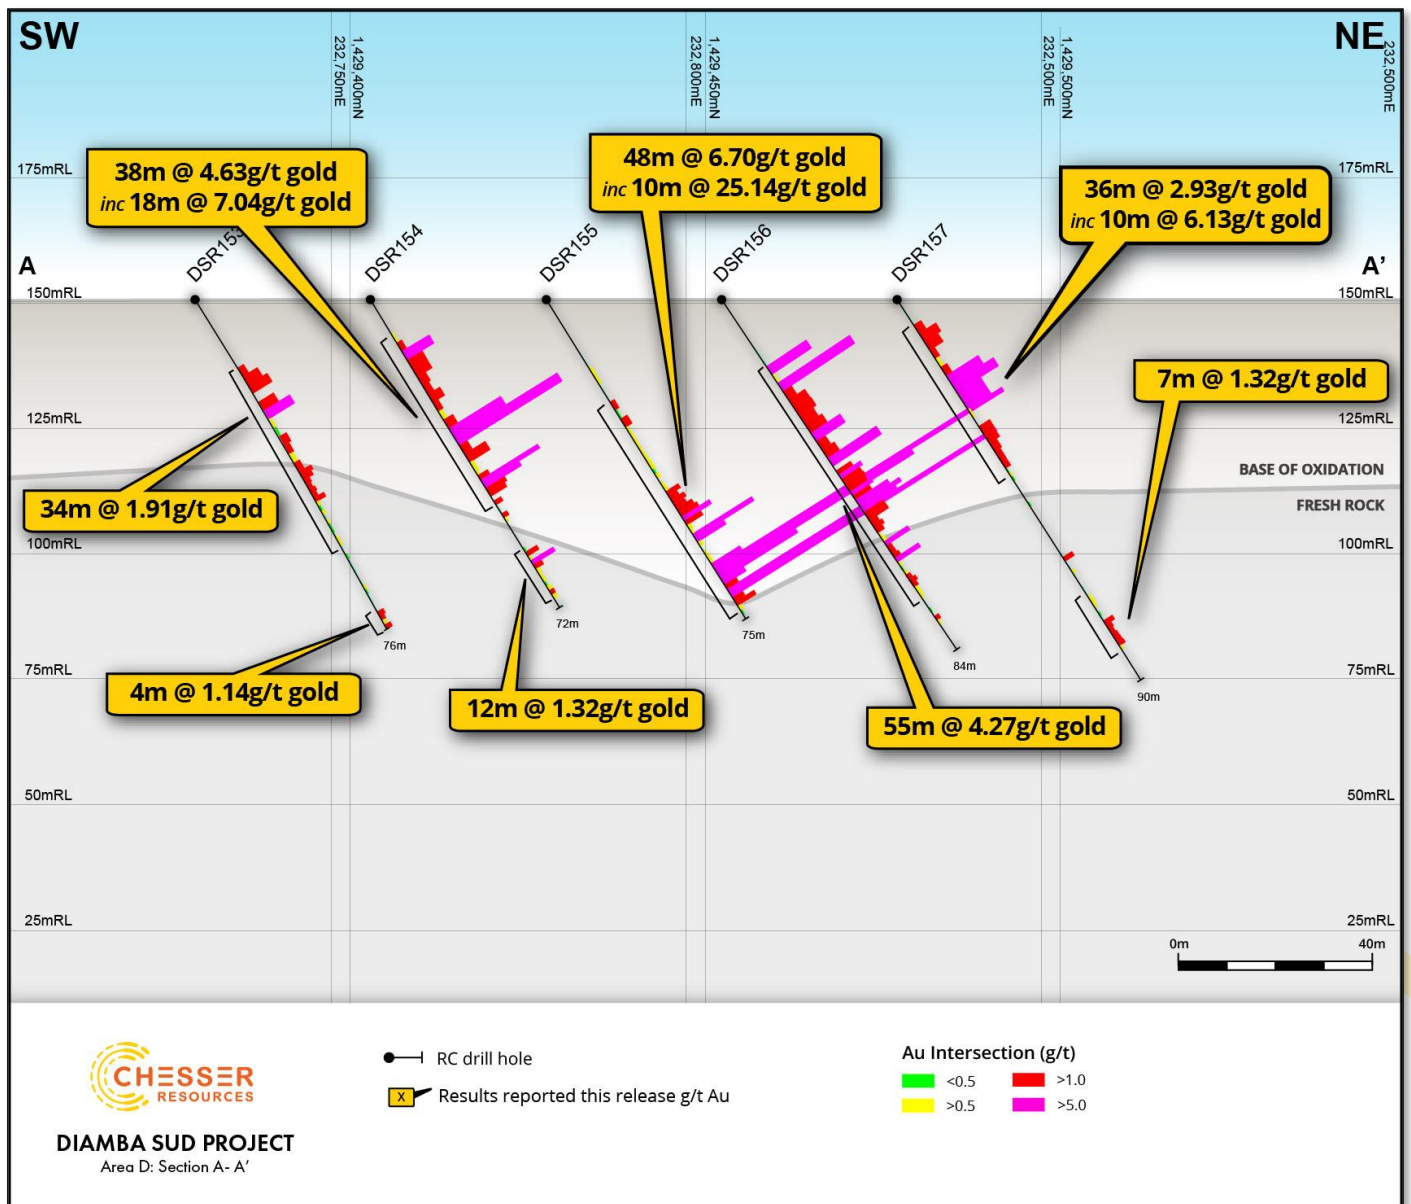 SW
NE
232,750mE
1,429,400mN
232,800mE
1,429,450mN
232,500mE
1,429,500mN
232,500mE
175mRL
175mRL
38m @ 4.63g/t gold
inc 18m @ 7.04g/t gold
48m @ 6.70g/t gold
inc 10m @ 25.14g/t gold
36m @ 2.93g/t gold
inc 10m @ 6.13g/t gold
DSR153
DSR154
DSR155
DSR156
DSR157
A
A’
150mRL
150mRL
7m @ 1.32g/t gold
125mRL
125mRL
BASE OF OXIDATION
FRESH ROCK
34m @ 1.91g/t gold
100mRL
100mRL
76m
72m
75m
84m
90m
75mRL
75mRL
4m @ 1.14g/t gold
12m @ 1.32g/t gold
55m @ 4.27g/t gold
50mRL
50mRL
25mRL
25mRL
0m
40m
CHESSER
RESOURCES
DIAMBA SUD PROJECT
Area D: Section A- A’
RC drill hole
X
Results reported this release g/t Au
Au Intersection (g/t)
<0.5
>1.0
>0.5
>5.0